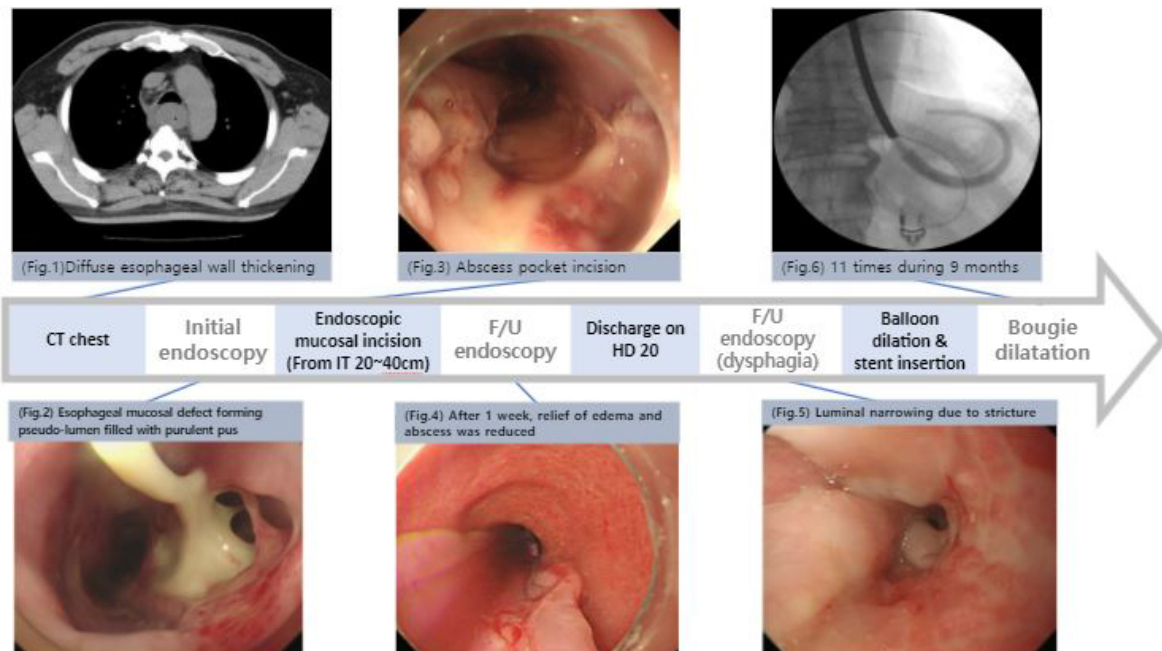 (Fig.1)Diffuse esophageal wall thickening
(Fig.3) Abscess pocket incision
(Fig.6) 11 times during 9 months
CT chest
Initial
endoscopy
Endoscopic
mucosal incision
(From IT 20~40cm)
F/U
endoscopy
Discharge on
HD 20
F/U
endoscopy
(dysphagia)
Balloon
dilation &
stent insertion
Bougie
dilatation
(Fig.2) Esophageal mucosal defect forming
pseudo-lumen filled with purulent pus
(Fig.4) After 1 week, relief of edema and
abscess was reduced
(Fig.5) Luminal narrowing due to stricture